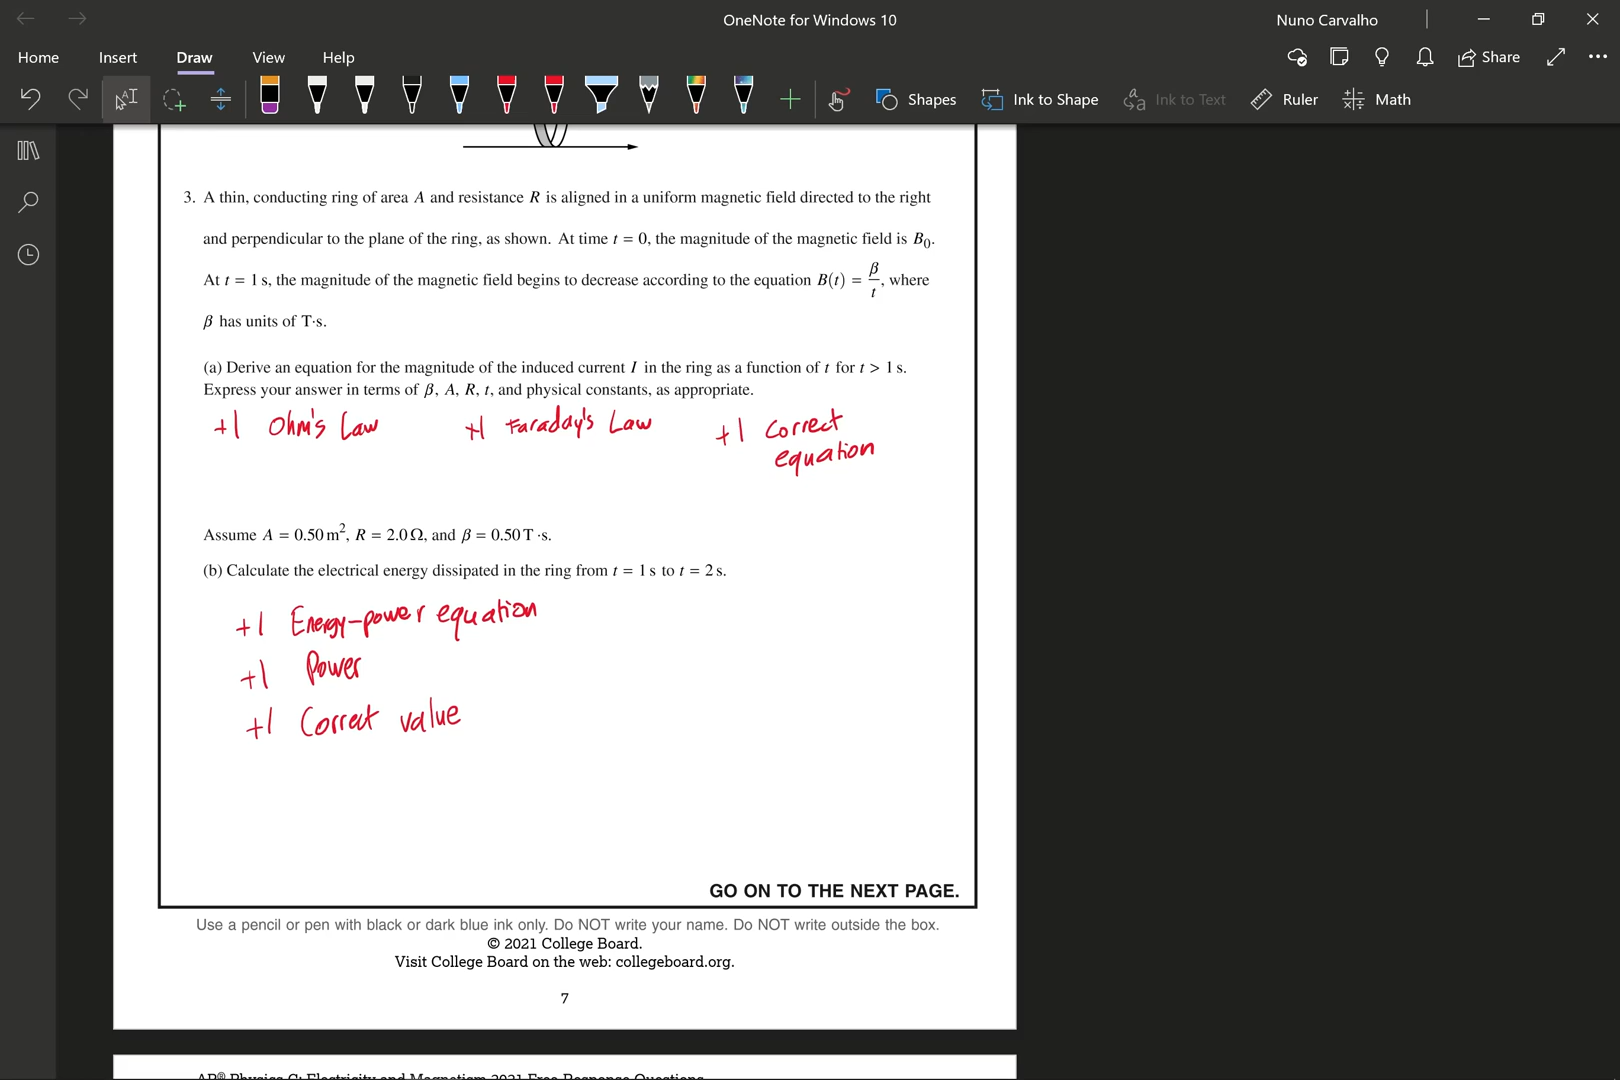 OneNote for Windows 10
Nuno Carvalho
Home Insert Draw View Help
Share
Shapes Ink to Shape Ink to Text Ruler Math
3. A thin, conducting ring of area A and resistance R is aligned in a uniform magnetic field directed to the right
and perpendicular to the plane of the ring, as shown. At time t = 0, the magnitude of the magnetic field is B₀.
At t = 1 s, the magnitude of the magnetic field begins to decrease according to the equation B(t) = β/t, where
β has units of T·s.
(a) Derive an equation for the magnitude of the induced current I in the ring as a function of t for t > 1 s.
Express your answer in terms of β, A, R, t, and physical constants, as appropriate.
+1 Ohm's Law +1 Faraday's Law +1 Correct
equation
Assume A = 0.50 m², R = 2.0 Ω, and β = 0.50 T·s.
(b) Calculate the electrical energy dissipated in the ring from t = 1 s to t = 2 s.
+1 Energy-power equation
+1 Power
+1 Correct value
GO ON TO THE NEXT PAGE.
Use a pencil or pen with black or dark blue ink only. Do NOT write your name. Do NOT write outside the box.
© 2021 College Board.
Visit College Board on the web: collegeboard.org.
7
AP® Physics C: Electricity and Magnetism 2021 Free Response Questions